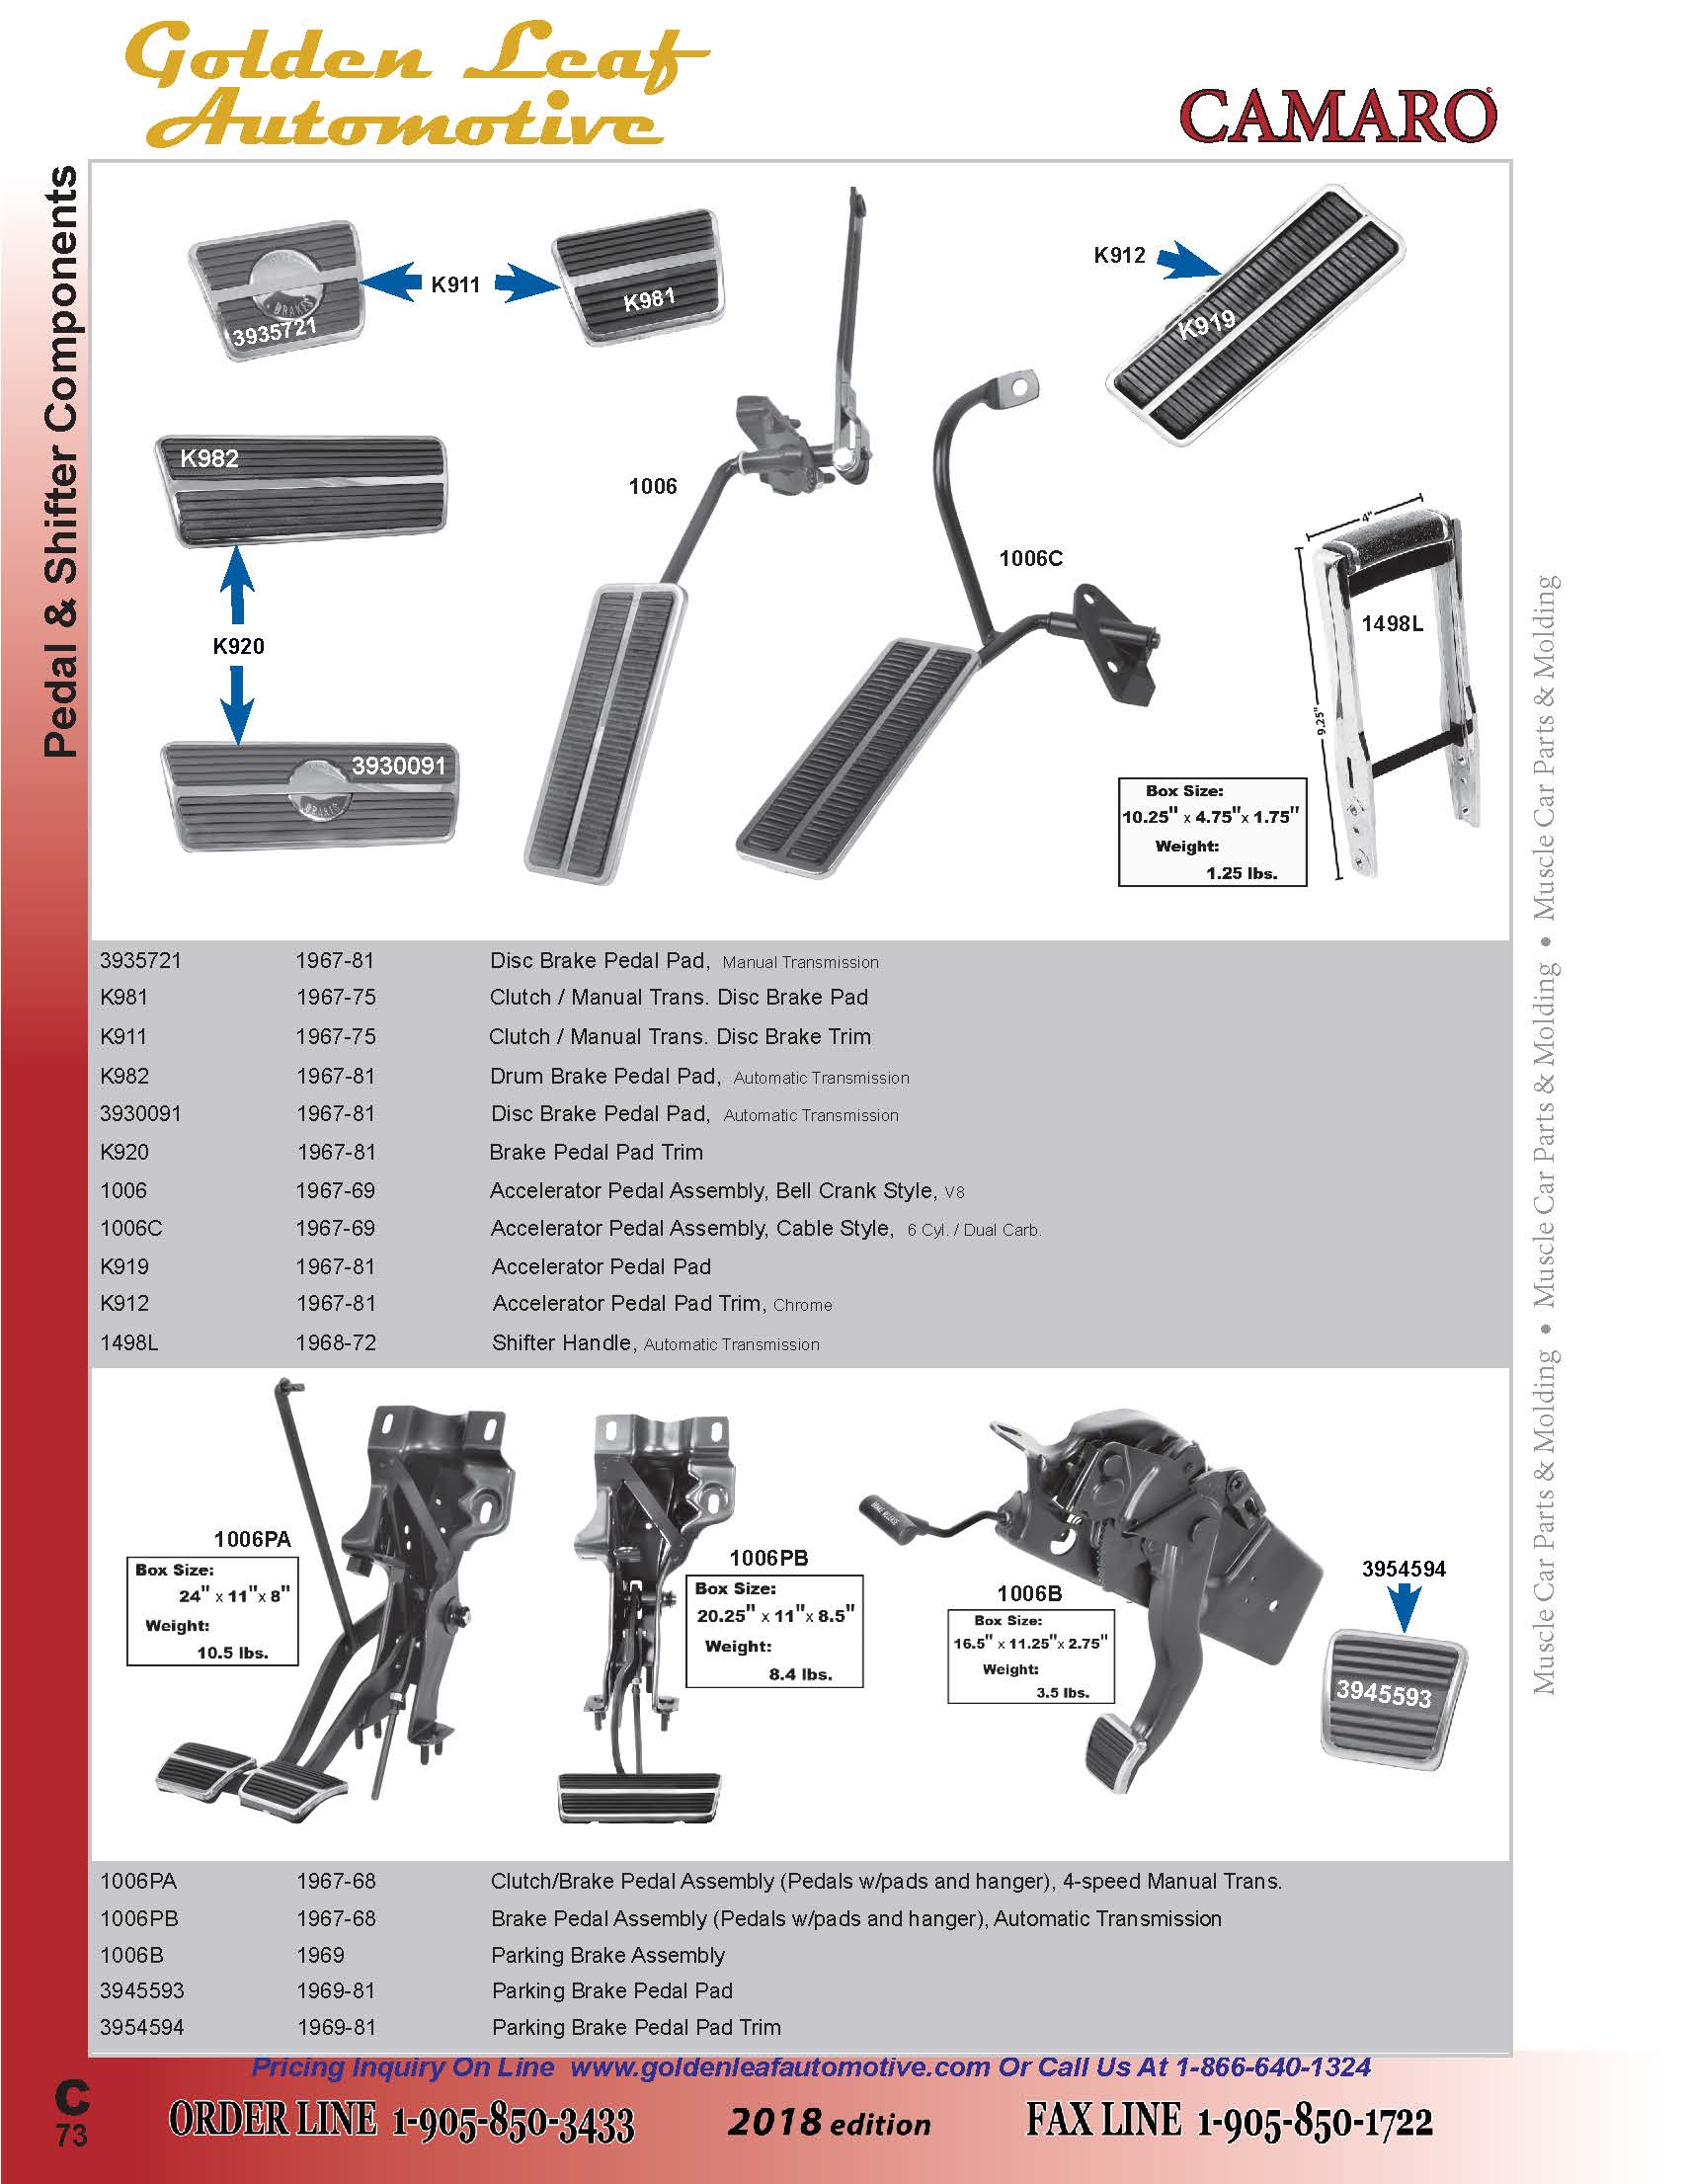 Golden Leaf
Automotive
CAMARO
Pedal & Shifter Components
K911
3935721
BRAKES
K981
K912
K919
K982
1006
1006C
K920
3930091
BRAKES
4"
1498L
9.25"
Box Size:
10.25" x 4.75"x 1.75"
Weight:
1.25 lbs.
3935721 1967-81 Disc Brake Pedal Pad, Manual Transmission
K981 1967-75 Clutch / Manual Trans. Disc Brake Pad
K911 1967-75 Clutch / Manual Trans. Disc Brake Trim
K982 1967-81 Drum Brake Pedal Pad, Automatic Transmission
3930091 1967-81 Disc Brake Pedal Pad, Automatic Transmission
K920 1967-81 Brake Pedal Pad Trim
1006 1967-69 Accelerator Pedal Assembly, Bell Crank Style, V8
1006C 1967-69 Accelerator Pedal Assembly, Cable Style, 6 Cyl. / Dual Carb.
K919 1967-81 Accelerator Pedal Pad
K912 1967-81 Accelerator Pedal Pad Trim, Chrome
1498L 1968-72 Shifter Handle, Automatic Transmission
1006PA
Box Size:
24" x 11"x 8"
Weight:
10.5 lbs.
1006PB
Box Size:
20.25" x 11"x 8.5"
Weight:
8.4 lbs.
BRAKE RELEASE
1006B
Box Size:
16.5" x 11.25"x 2.75"
Weight:
3.5 lbs.
3954594
3945593
1006PA 1967-68 Clutch/Brake Pedal Assembly (Pedals w/pads and hanger), 4-speed Manual Trans.
1006PB 1967-68 Brake Pedal Assembly (Pedals w/pads and hanger), Automatic Transmission
1006B 1969 Parking Brake Assembly
3945593 1969-81 Parking Brake Pedal Pad
3954594 1969-81 Parking Brake Pedal Pad Trim
Muscle Car Parts & Molding • Muscle Car Parts & Molding • Muscle Car Parts & Molding
Pricing Inquiry On Line www.goldenleafautomotive.com Or Call Us At 1-866-640-1324
C
73
ORDER LINE 1-905-850-3433 2018 edition FAX LINE 1-905-850-1722